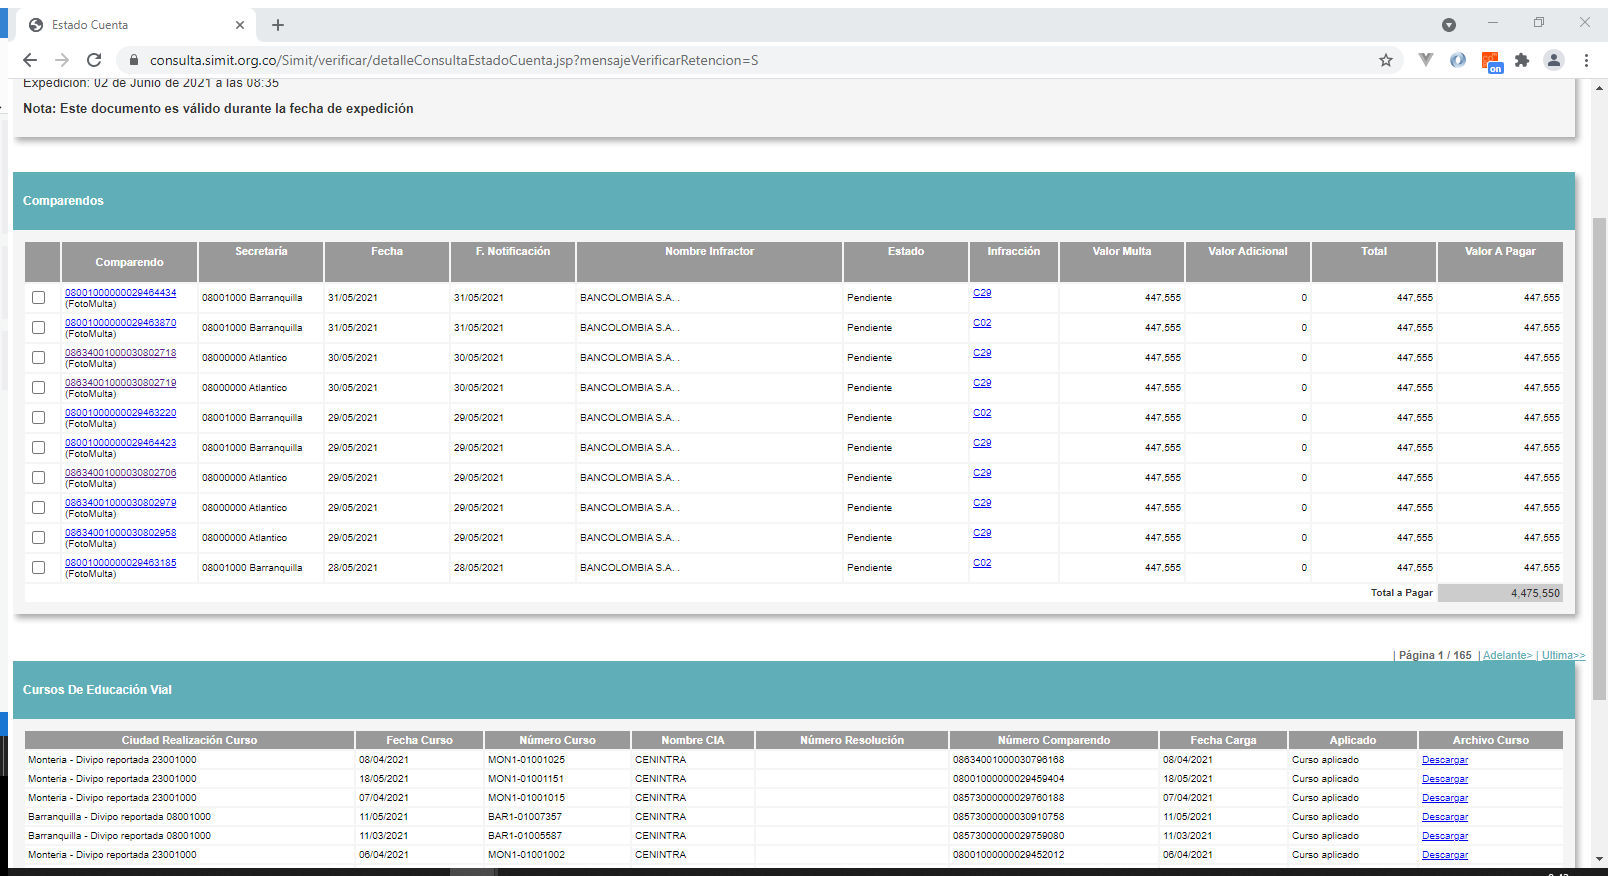 Estado Cuenta
consulta.simit.org.co/Simit/verificar/detalleConsultaEstadoCuenta.jsp?mensajeVerificarRetencion=S
on
Expedición: 02 de Junio de 2021 a las 08:35
Nota: Este documento es válido durante la fecha de expedición
Comparendos
Comparendo Secretaría Fecha F. Notificación Nombre Infractor Estado Infracción Valor Multa Valor Adicional Total Valor A Pagar
08001000000029464434 (FotoMulta) 08001000 Barranquilla 31/05/2021 31/05/2021 BANCOLOMBIA S.A. . Pendiente C29 447,555 0 447,555 447,555
08001000000029463870 (FotoMulta) 08001000 Barranquilla 31/05/2021 31/05/2021 BANCOLOMBIA S.A. . Pendiente C02 447,555 0 447,555 447,555
08634001000030802718 (FotoMulta) 08000000 Atlantico 30/05/2021 30/05/2021 BANCOLOMBIA S.A. . Pendiente C29 447,555 0 447,555 447,555
08634001000030802719 (FotoMulta) 08000000 Atlantico 30/05/2021 30/05/2021 BANCOLOMBIA S.A. . Pendiente C29 447,555 0 447,555 447,555
08001000000029463220 (FotoMulta) 08001000 Barranquilla 29/05/2021 29/05/2021 BANCOLOMBIA S.A. . Pendiente C02 447,555 0 447,555 447,555
08001000000029464423 (FotoMulta) 08001000 Barranquilla 29/05/2021 29/05/2021 BANCOLOMBIA S.A. . Pendiente C29 447,555 0 447,555 447,555
08634001000030802706 (FotoMulta) 08000000 Atlantico 29/05/2021 29/05/2021 BANCOLOMBIA S.A. . Pendiente C29 447,555 0 447,555 447,555
08634001000030802979 (FotoMulta) 08000000 Atlantico 29/05/2021 29/05/2021 BANCOLOMBIA S.A. . Pendiente C29 447,555 0 447,555 447,555
08634001000030802958 (FotoMulta) 08000000 Atlantico 29/05/2021 29/05/2021 BANCOLOMBIA S.A. . Pendiente C29 447,555 0 447,555 447,555
08001000000029463185 (FotoMulta) 08001000 Barranquilla 28/05/2021 28/05/2021 BANCOLOMBIA S.A. . Pendiente C02 447,555 0 447,555 447,555
Total a Pagar 4,475,550
| Página 1 / 165 | Adelante> | Ultima>>
Cursos De Educación Vial
Ciudad Realización Curso Fecha Curso Número Curso Nombre CIA Número Resolución Número Comparendo Fecha Carga Aplicado Archivo Curso
Monteria - Divipo reportada 23001000 08/04/2021 MON1-01001025 CENINTRA 08634001000030796168 08/04/2021 Curso aplicado Descargar
Monteria - Divipo reportada 23001000 18/05/2021 MON1-01001151 CENINTRA 08001000000029459404 18/05/2021 Curso aplicado Descargar
Monteria - Divipo reportada 23001000 07/04/2021 MON1-01001015 CENINTRA 08573000000029760188 07/04/2021 Curso aplicado Descargar
Barranquilla - Divipo reportada 08001000 11/05/2021 BAR1-01007357 CENINTRA 08573000000030910758 11/05/2021 Curso aplicado Descargar
Barranquilla - Divipo reportada 08001000 11/03/2021 BAR1-01005587 CENINTRA 08573000000029759080 11/03/2021 Curso aplicado Descargar
Monteria - Divipo reportada 23001000 06/04/2021 MON1-01001002 CENINTRA 08001000000029452012 06/04/2021 Curso aplicado Descargar